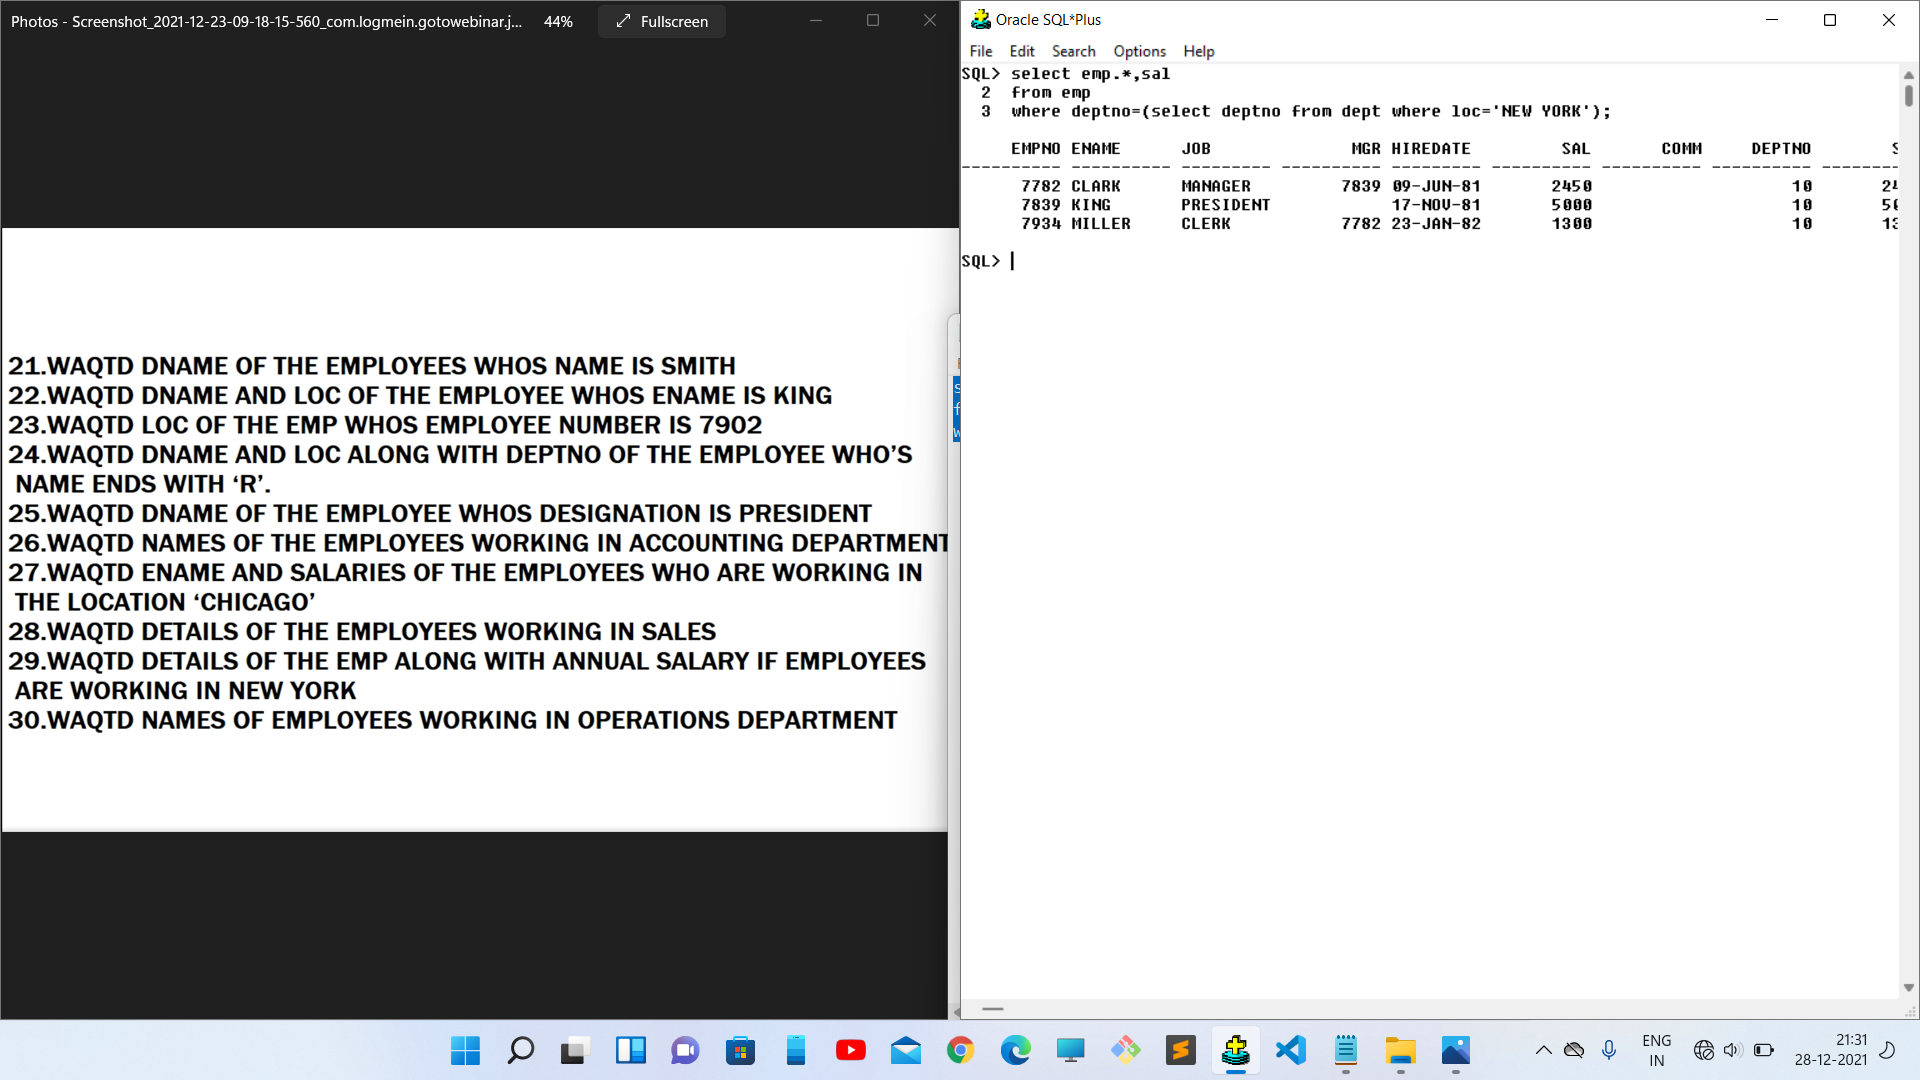 Photos - Screenshot_2021-12-23-09-18-15-560_com.logmein.gotowebinar.j... 44% Fullscreen
21.WAQTD DNAME OF THE EMPLOYEES WHOS NAME IS SMITH
22.WAQTD DNAME AND LOC OF THE EMPLOYEE WHOS ENAME IS KING
23.WAQTD LOC OF THE EMP WHOS EMPLOYEE NUMBER IS 7902
24.WAQTD DNAME AND LOC ALONG WITH DEPTNO OF THE EMPLOYEE WHO'S
NAME ENDS WITH ‘R’.
25.WAQTD DNAME OF THE EMPLOYEE WHOS DESIGNATION IS PRESIDENT
26.WAQTD NAMES OF THE EMPLOYEES WORKING IN ACCOUNTING DEPARTMENT
27.WAQTD ENAME AND SALARIES OF THE EMPLOYEES WHO ARE WORKING IN
THE LOCATION ‘CHICAGO’
28.WAQTD DETAILS OF THE EMPLOYEES WORKING IN SALES
29.WAQTD DETAILS OF THE EMP ALONG WITH ANNUAL SALARY IF EMPLOYEES
ARE WORKING IN NEW YORK
30.WAQTD NAMES OF EMPLOYEES WORKING IN OPERATIONS DEPARTMENT
Oracle SQL*Plus
File Edit Search Options Help
SQL> select emp.*,sal
2 from emp
3 where deptno=(select deptno from dept where loc='NEW YORK');
EMPNO ENAME JOB MGR HIREDATE SAL COMM DEPTNO S
---------- ---------- --------- ---------- --------- ---------- ---------- ---------- --------
7782 CLARK MANAGER 7839 09-JUN-81 2450 10 24
7839 KING PRESIDENT 17-NOV-81 5000 10 50
7934 MILLER CLERK 7782 23-JAN-82 1300 10 13
SQL>
ENG
IN
21:31
28-12-2021